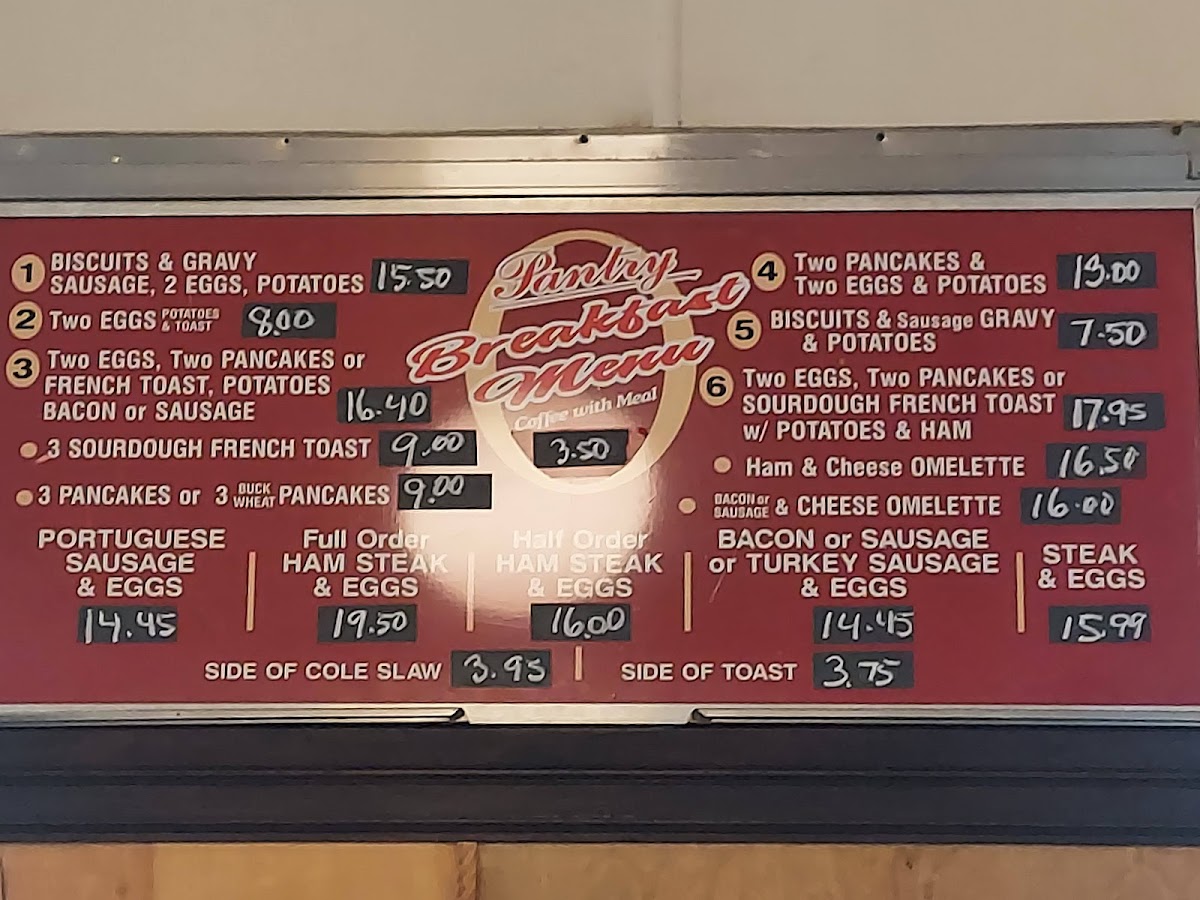 1 BISCUITS & GRAVY
SAUSAGE, 2 EGGS, POTATOES 15.50
2 Two EGGS POTATOES & TOAST 8.00
3 Two EGGS, Two PANCAKES or
FRENCH TOAST, POTATOES
BACON or SAUSAGE 16.40
3 SOURDOUGH FRENCH TOAST 9.00
3 PANCAKES or 3 BUCK WHEAT PANCAKES 9.00
Pantry
Breakfast
Menu
Coffee with Meal
3.50
4 Two PANCAKES &
Two EGGS & POTATOES 13.00
5 BISCUITS & Sausage GRAVY
& POTATOES 7.50
6 Two EGGS, Two PANCAKES or
SOURDOUGH FRENCH TOAST
w/ POTATOES & HAM 17.95
Ham & Cheese OMELETTE 16.50
BACON or SAUSAGE & CHEESE OMELETTE 16.00
PORTUGUESE
SAUSAGE
& EGGS
14.45
Full Order
HAM STEAK
& EGGS
19.50
Half Order
HAM STEAK
& EGGS
16.00
BACON or SAUSAGE
or TURKEY SAUSAGE
& EGGS
14.45
STEAK
& EGGS
15.99
SIDE OF COLE SLAW 3.95
SIDE OF TOAST 3.75